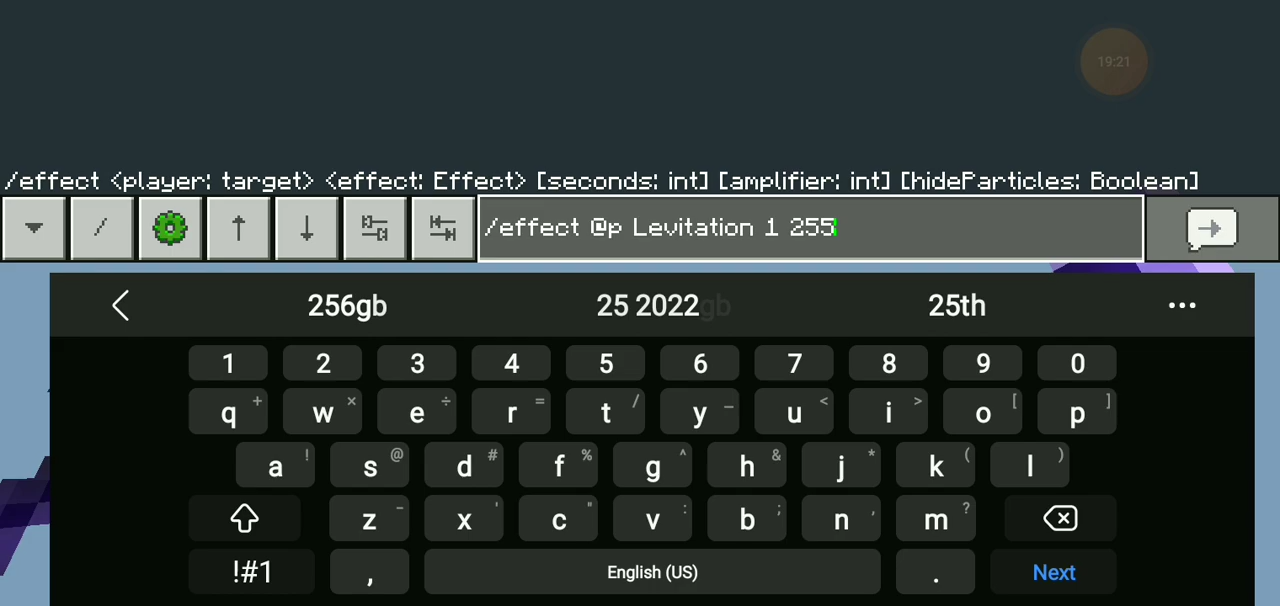 19:21
/effect <player: target> <effect: Effect> [seconds: int] [amplifier: int] [hideParticles: Boolean]
/ /effect @p Levitation 1 255
256gb 25 2022gb 25th
1 2 3 4 5 6 7 8 9 0
q + w × e ÷ r = t / y _ u < i > o [ p ]
a ! s @ d # f % g ^ h & j * k ( l )
z - x ' c " v : b ; n , m ?
!#1 , English (US) . Next